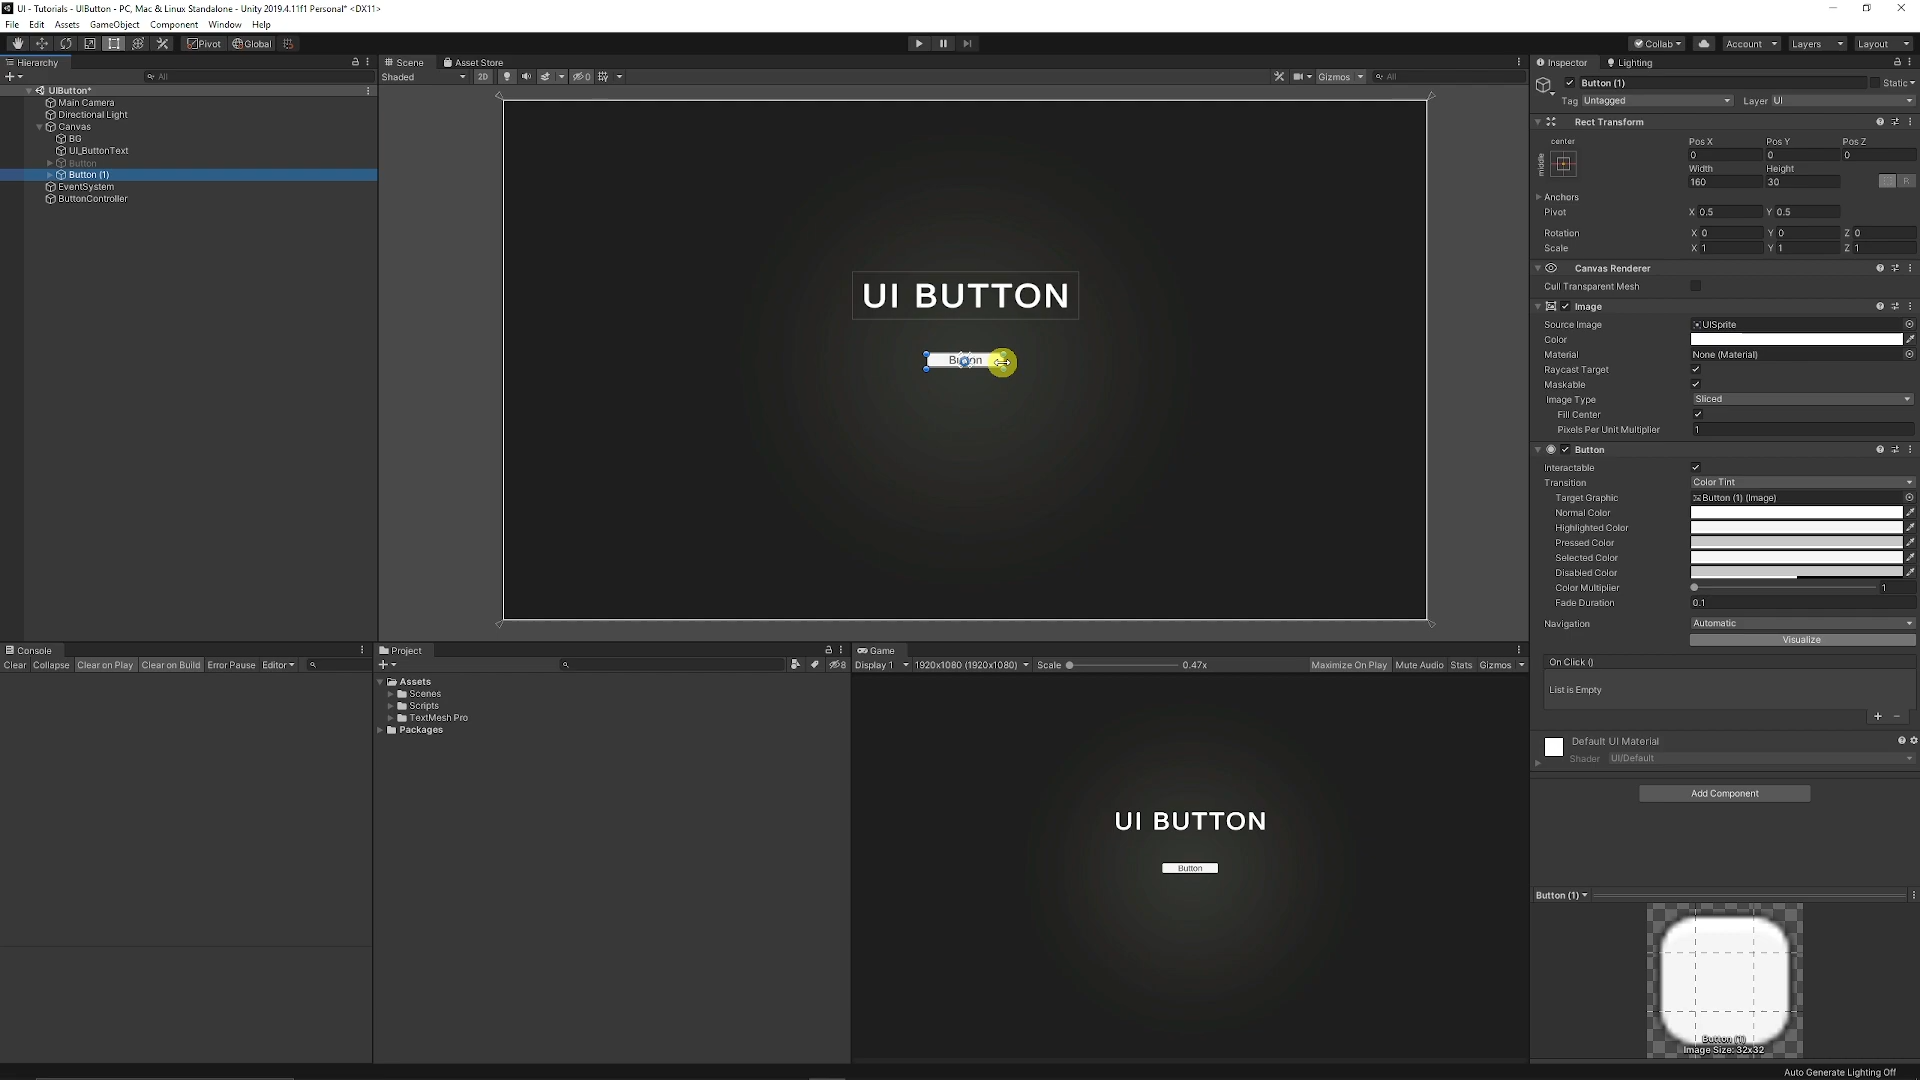 UI - Tutorials - UIButton - PC, Mac & Linux Standalone - Unity 2019.4.11f1 Personal* <DX11>
File Edit Assets GameObject Component Window Help
Pivot Global Collab Account Layers Layout
Hierarchy
All
UIButton*
Main Camera
Directional Light
Canvas
BG
UI_ButtonText
Button
Button (1)
EventSystem
ButtonController
Scene Asset Store
Shaded 2D 0 Gizmos All
UI BUTTON
Button
Inspector Lighting
Button (1) Static
Tag Untagged Layer UI
Rect Transform
center Pos X Pos Y Pos Z
middle 0 0 0
Width Height
160 30 R
Anchors
Pivot X 0.5 Y 0.5
Rotation X 0 Y 0 Z 0
Scale X 1 Y 1 Z 1
Canvas Renderer
Cull Transparent Mesh
Image
Source Image UISprite
Color
Material None (Material)
Raycast Target
Maskable
Image Type Sliced
Fill Center
Pixels Per Unit Multiplier 1
Button
Interactable
Transition Color Tint
Target Graphic Button (1) (Image)
Normal Color
Highlighted Color
Pressed Color
Selected Color
Disabled Color
Color Multiplier 1
Fade Duration 0.1
Navigation Automatic
Visualize
On Click ()
List is Empty
+ −
Default UI Material
Shader UI/Default
Add Component
Button (1)
Button (1)
Image Size: 32x32
Console
Clear Collapse Clear on Play Clear on Build Error Pause Editor
Project
8
Assets
Scenes
Scripts
TextMesh Pro
Packages
Game
Display 1 1920x1080 (1920x1080) Scale 0.47x Maximize On Play Mute Audio Stats Gizmos
UI BUTTON
Button
Auto Generate Lighting Off